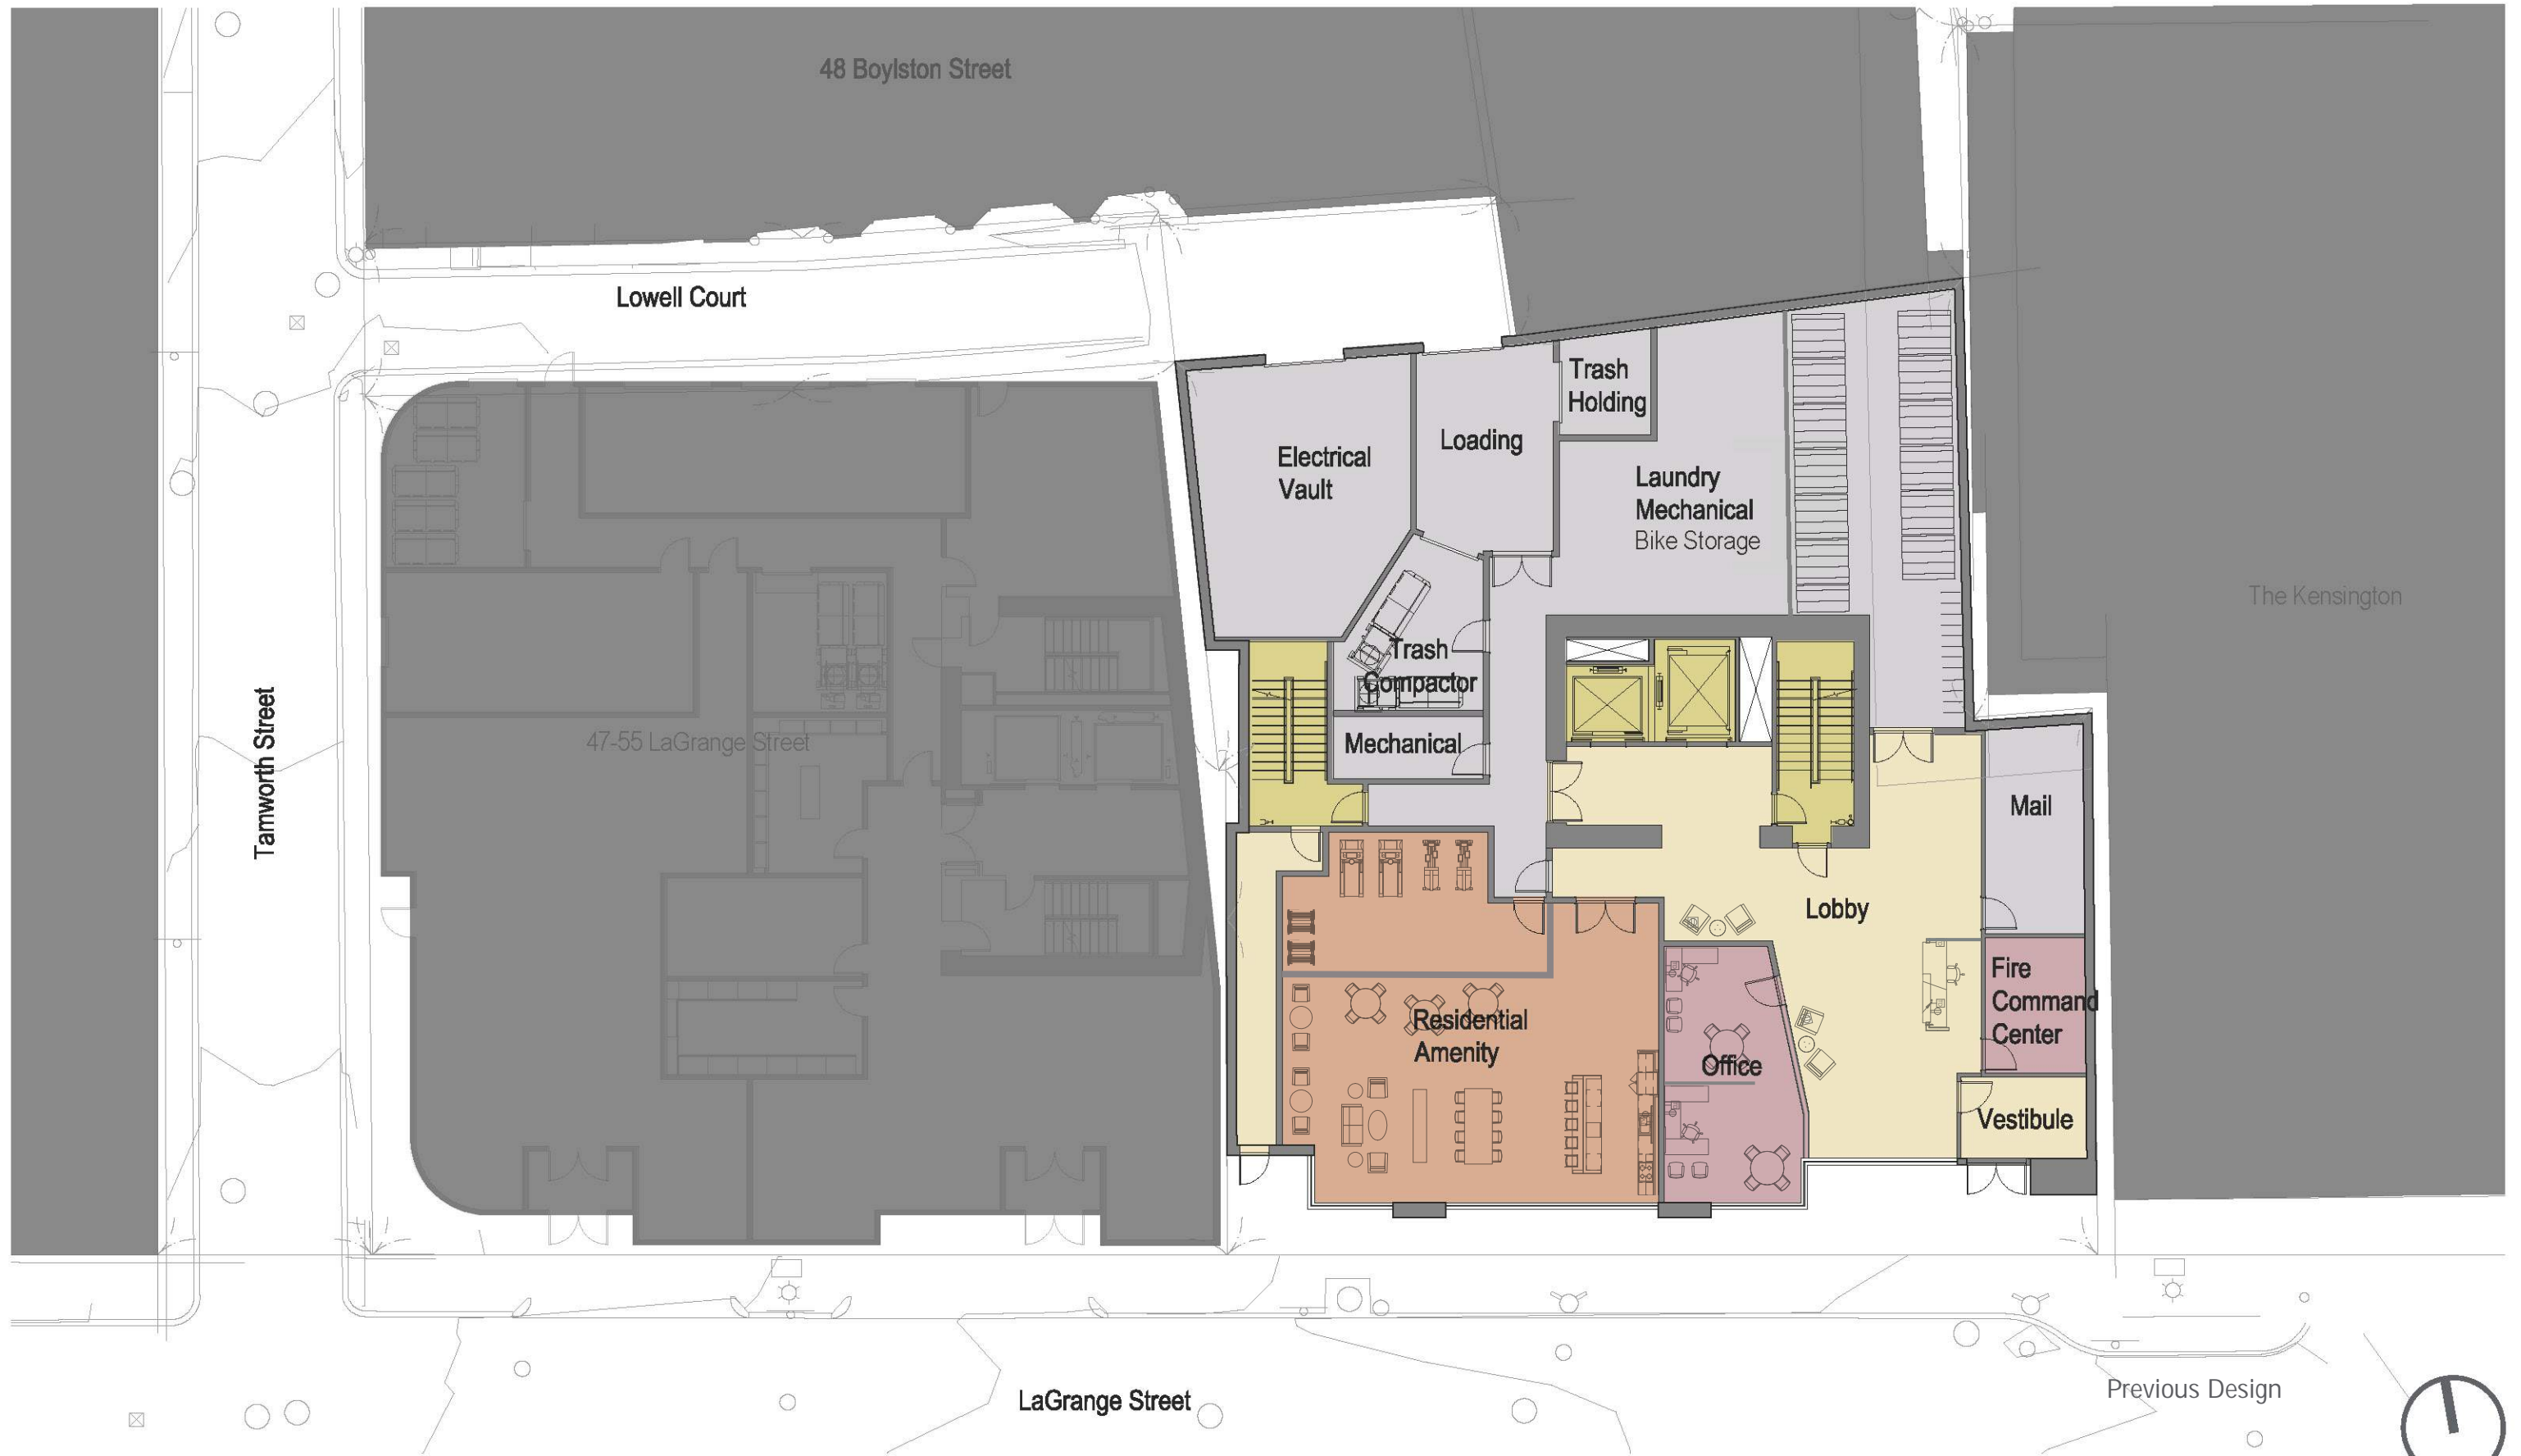 48 Boylston Street
Lowell Court
Trash
Holding
Loading
Electrical
Vault
Laundry
Mechanical
Bike Storage
The Kensington
Trash
Compactor
Tamworth Street
47-55 LaGrange Street
Mechanical
Mail
Lobby
Fire
Command
Center
Residential
Amenity
Office
Vestibule
LaGrange Street
Previous Design